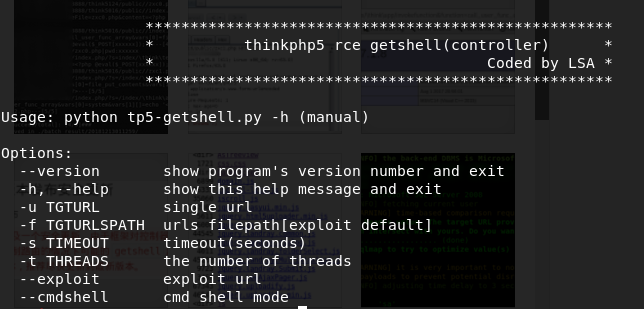 ****************************************************
* thinkphp5 rce getshell(controller) *
* Coded by LSA *
****************************************************
Usage: python tp5-getshell.py -h (manual)
Options:
--version show program's version number and exit
-h, --help show this help message and exit
-u TGTURL single url
-f TGTURLSPATH urls filepath[exploit default]
-s TIMEOUT timeout(seconds)
-t THREADS the number of threads
--exploit exploit url
--cmdshell cmd shell mode